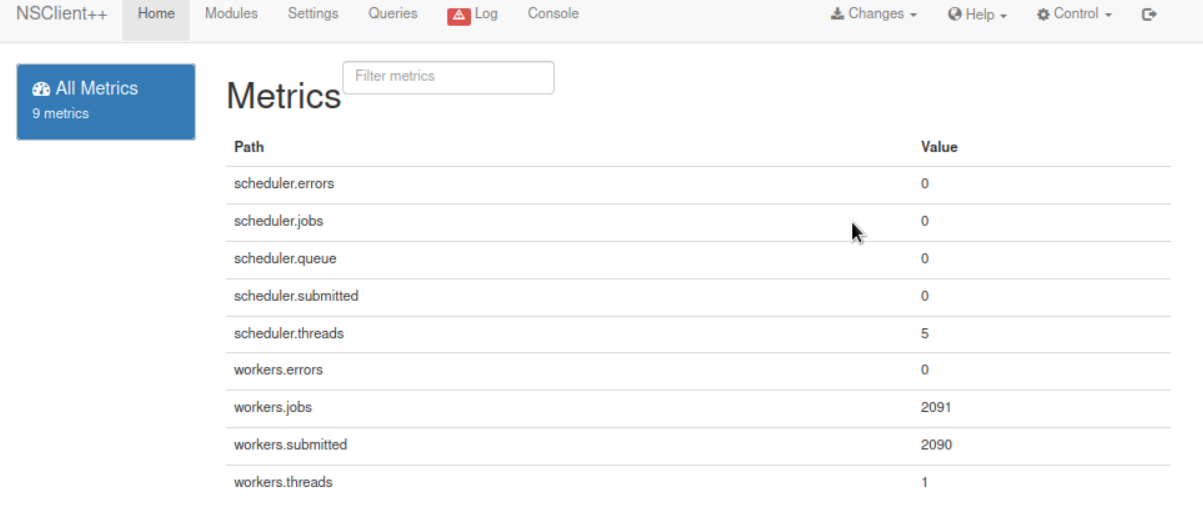 NSClient++ Home Modules Settings Queries Log Console Changes Help Control
All Metrics
9 metrics
Metrics
Filter metrics
Path Value
scheduler.errors 0
scheduler.jobs 0
scheduler.queue 0
scheduler.submitted 0
scheduler.threads 5
workers.errors 0
workers.jobs 2091
workers.submitted 2090
workers.threads 1